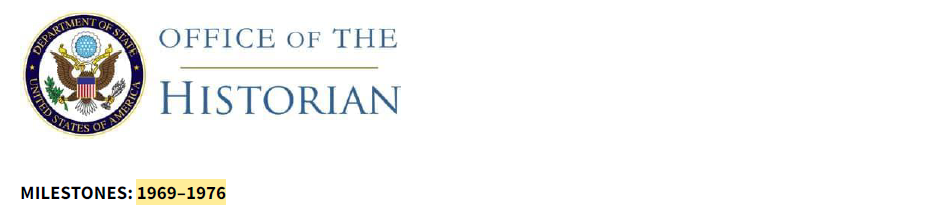 DEPARTMENT OF STATE
UNITED STATES OF AMERICA
OFFICE OF THE
HISTORIAN
MILESTONES: 1969–1976